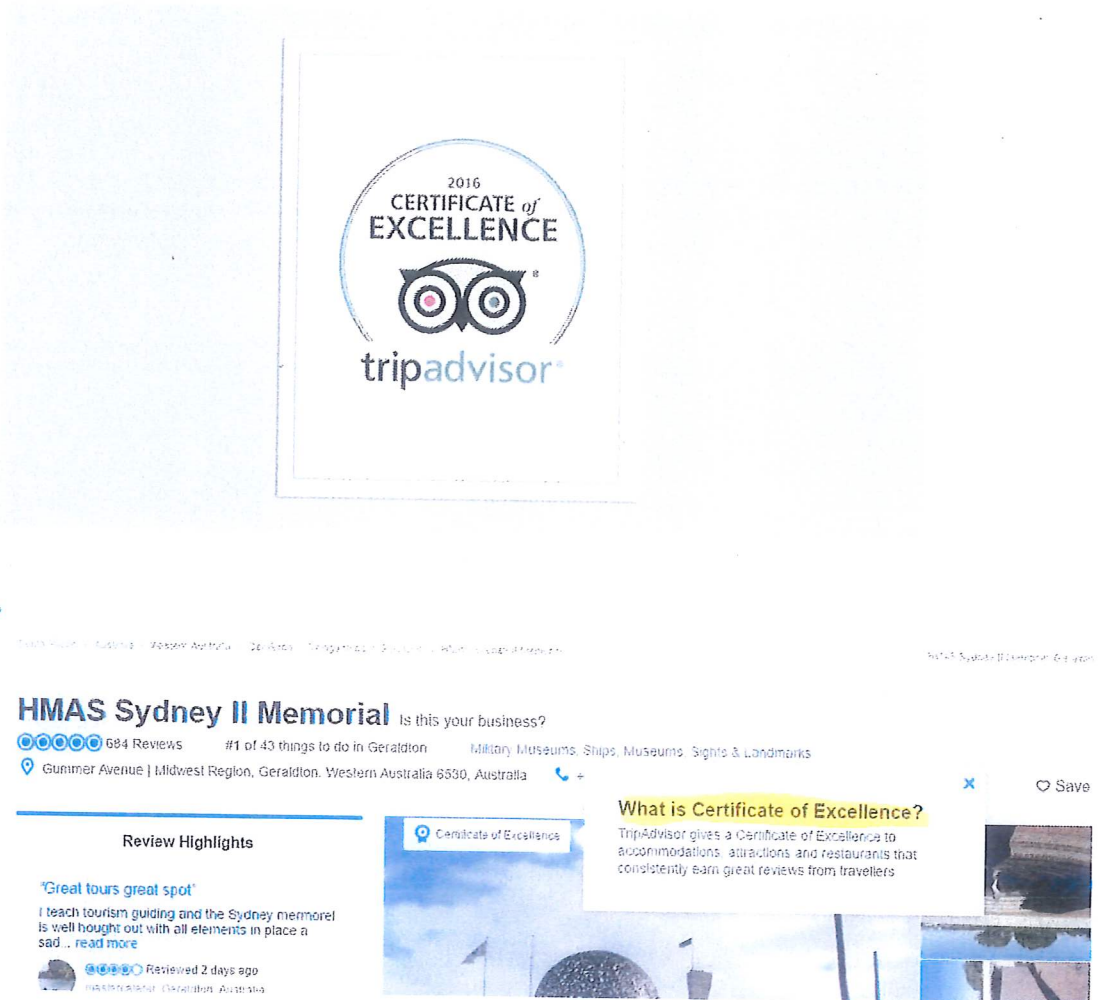 2016
CERTIFICATE of
EXCELLENCE
®
tripadvisor®
HMAS Sydney II Memorial Is this your business?
684 Reviews #1 of 43 things to do in Geraldton Military Museums, Ships, Museums, Sights & Landmarks
Gummer Avenue | Midwest Region, Geraldton, Western Australia 6530, Australia +
Save
What is Certificate of Excellence?
TripAdvisor gives a Certificate of Excellence to
accommodations, attractions and restaurants that
consistently earn great reviews from travellers
Certificate of Excellence
Review Highlights
"Great tours great spot"
I teach tourism guiding and the Sydney mermorel
is well hought out with all elements in place a
sad... read more
Reviewed 2 days ago
Geraldton, Australia